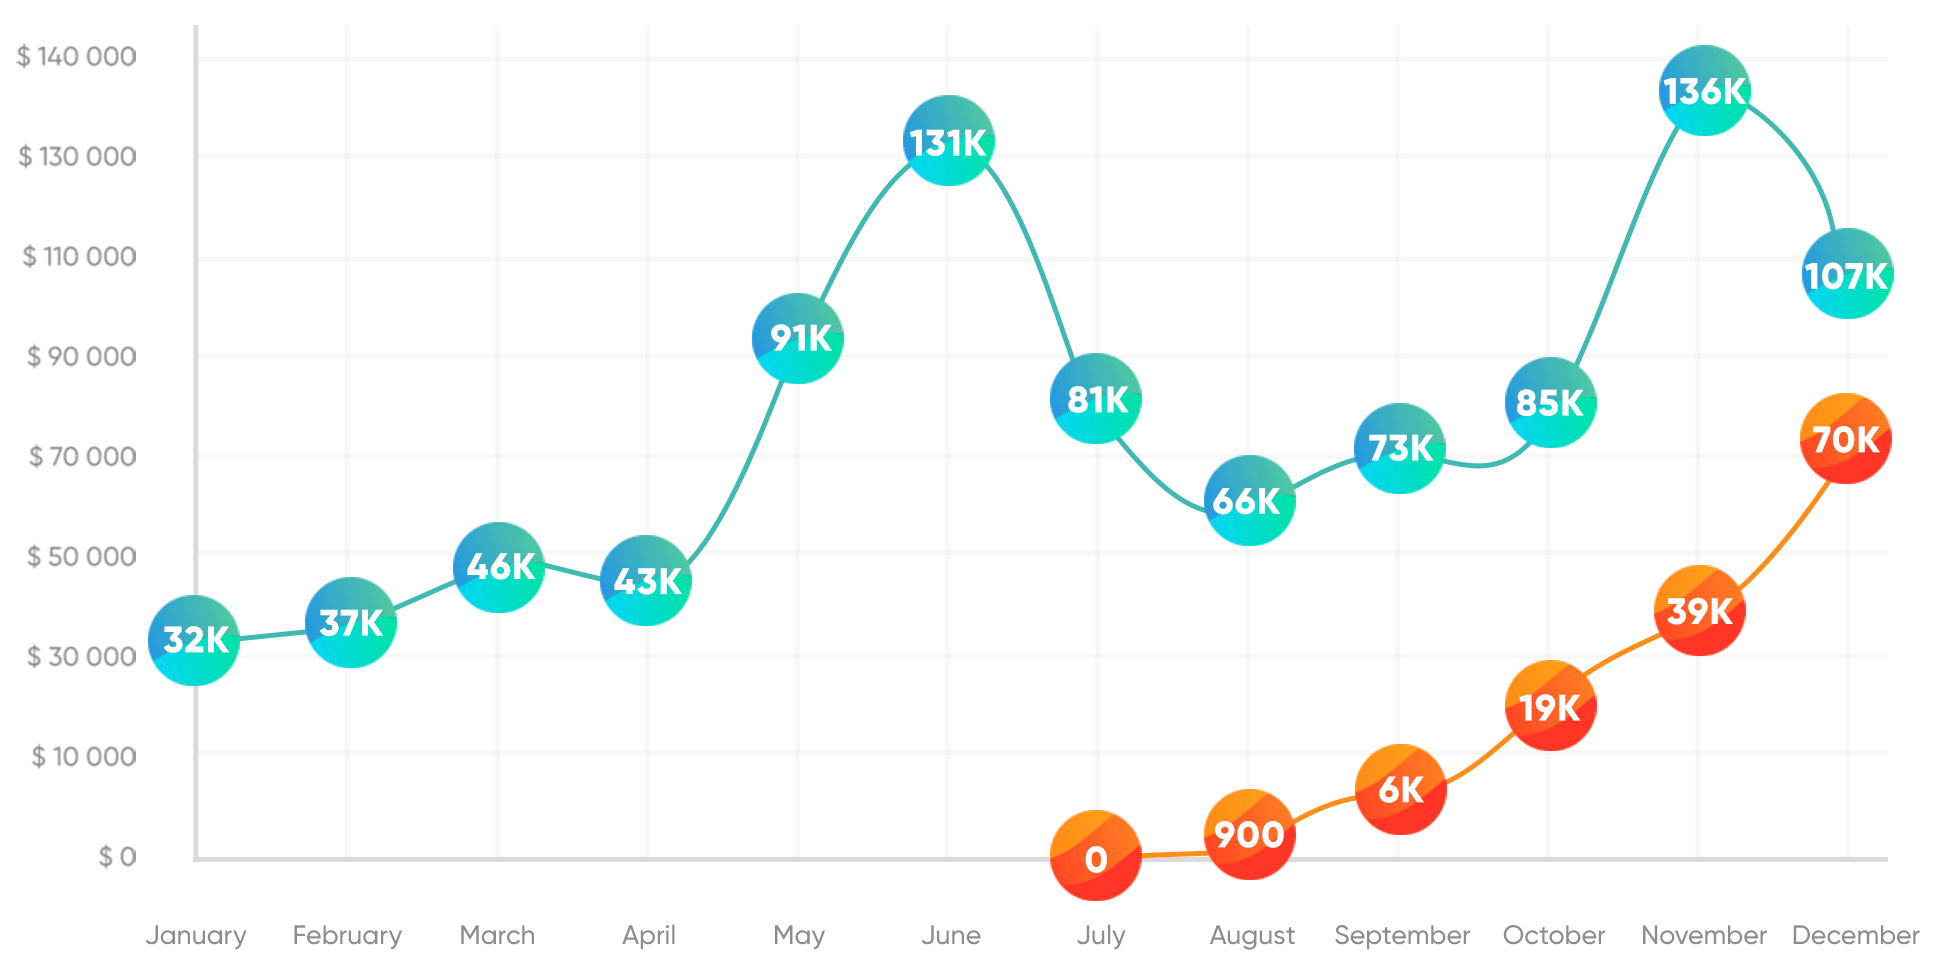 $ 140 000
$ 130 000
$ 110 000
$ 90 000
$ 70 000
$ 50 000
$ 30 000
$ 10 000
$ 0
32K
37K
46K
43K
91K
131K
81K
66K
73K
85K
136K
107K
0
900
6K
19K
39K
70K
January February March April May June July August September October November December